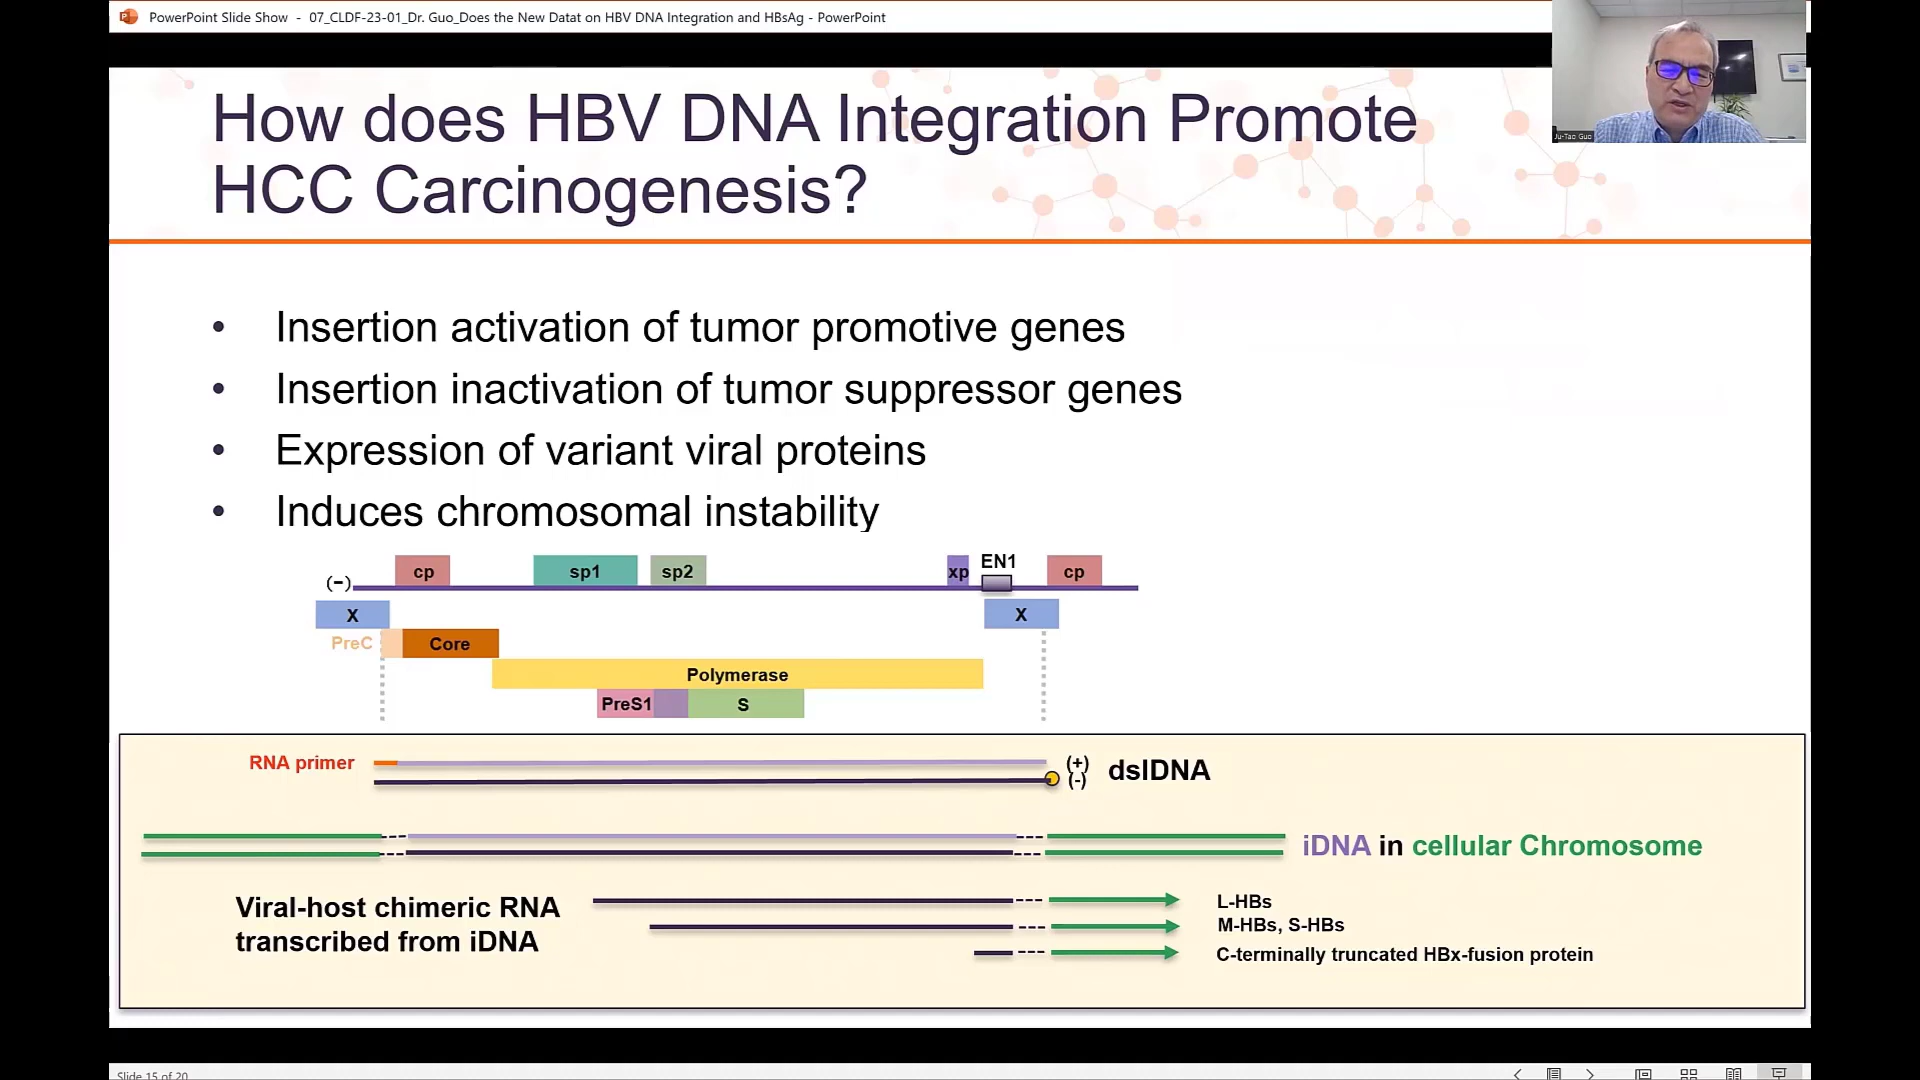 PowerPoint Slide Show - 07_CLDF-23-01_Dr. Guo_Does the New Datat on HBV DNA Integration and HBsAg - PowerPoint
Ju-Tao Guo
How does HBV DNA Integration Promote
HCC Carcinogenesis?
• Insertion activation of tumor promotive genes
• Insertion inactivation of tumor suppressor genes
• Expression of variant viral proteins
• Induces chromosomal instability
(-) cp sp1 sp2 xp EN1 cp
X X
PreC Core
Polymerase
PreS1 S
RNA primer (+) dslDNA
(-)
iDNA in cellular Chromosome
Viral-host chimeric RNA
transcribed from iDNA
L-HBs
M-HBs, S-HBs
C-terminally truncated HBx-fusion protein
Slide 15 of 20